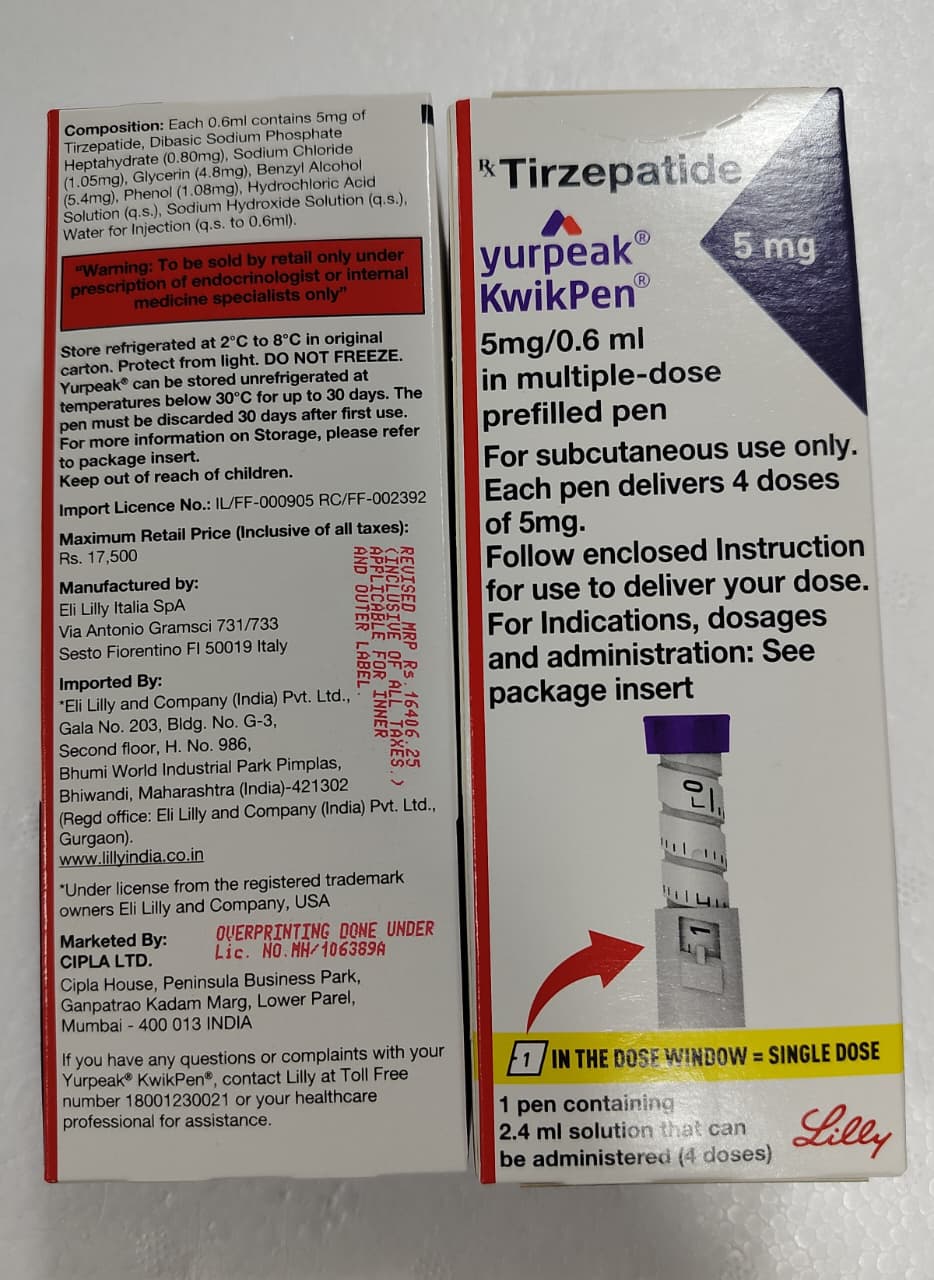 Composition: Each 0.6ml contains 5mg of
Tirzepatide, Dibasic Sodium Phosphate
Heptahydrate (0.80mg), Sodium Chloride
(1.05mg), Glycerin (4.8mg), Benzyl Alcohol
(5.4mg), Phenol (1.08mg), Hydrochloric Acid
Solution (q.s.), Sodium Hydroxide Solution (q.s.),
Water for Injection (q.s. to 0.6ml).
"Warning: To be sold by retail only under
prescription of endocrinologist or internal
medicine specialists only"
Store refrigerated at 2°C to 8°C in original
carton. Protect from light. DO NOT FREEZE.
Yurpeak® can be stored unrefrigerated at
temperatures below 30°C for up to 30 days. The
pen must be discarded 30 days after first use.
For more information on Storage, please refer
to package insert.
Keep out of reach of children.
Import Licence No.: IL/FF-000905 RC/FF-002392
Maximum Retail Price (Inclusive of all taxes):
Rs. 17,500
REVISED MRP Rs.16406.25
(INCLUSIVE OF ALL TAXES.)
APPLICABLE FOR INNER
AND OUTER LABEL.
Manufactured by:
Eli Lilly Italia SpA
Via Antonio Gramsci 731/733
Sesto Fiorentino FI 50019 Italy
Imported By:
*Eli Lilly and Company (India) Pvt. Ltd.,
Gala No. 203, Bldg. No. G-3,
Second floor, H. No. 986,
Bhumi World Industrial Park Pimplas,
Bhiwandi, Maharashtra (India)-421302
(Regd office: Eli Lilly and Company (India) Pvt. Ltd.,
Gurgaon).
www.lillyindia.co.in
*Under license from the registered trademark
owners Eli Lilly and Company, USA
Marketed By:
CIPLA LTD.
OVERPRINTING DONE UNDER
Lic. NO.MH/106389A
Cipla House, Peninsula Business Park,
Ganpatrao Kadam Marg, Lower Parel,
Mumbai - 400 013 INDIA
If you have any questions or complaints with your
Yurpeak® KwikPen®, contact Lilly at Toll Free
number 18001230021 or your healthcare
professional for assistance.
Rx Tirzepatide
5 mg
yurpeak®
KwikPen®
5mg/0.6 ml
in multiple-dose
prefilled pen
For subcutaneous use only.
Each pen delivers 4 doses
of 5mg.
Follow enclosed Instruction
for use to deliver your dose.
For Indications, dosages
and administration: See
package insert
0
1
1 IN THE DOSE WINDOW = SINGLE DOSE
1 pen containing
2.4 ml solution that can
be administered (4 doses)
Lilly